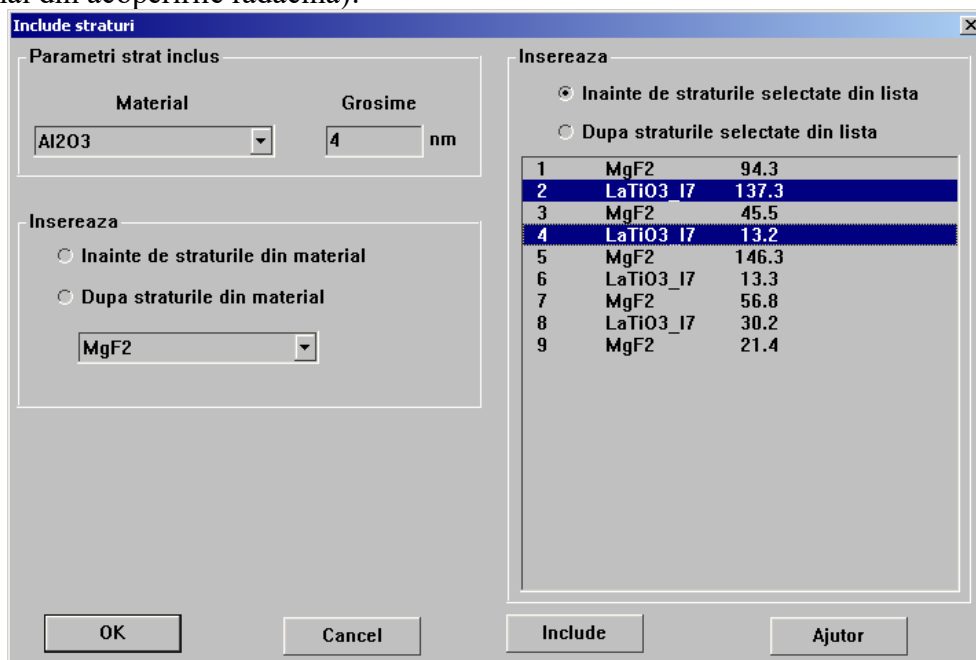 din acoperirile radacina).
Include straturi
Parametri strat inclus
Material Grosime
Al2O3 4 nm
Insereaza
Inainte de straturile din material
Dupa straturile din material
MgF2
Insereaza
Inainte de straturile selectate din lista
Dupa straturile selectate din lista
1 MgF2 94.3
2 LaTiO3_I7 137.3
3 MgF2 45.5
4 LaTiO3_I7 13.2
5 MgF2 146.3
6 LaTiO3_I7 13.3
7 MgF2 56.8
8 LaTiO3_I7 30.2
9 MgF2 21.4
OK Cancel Include Ajutor